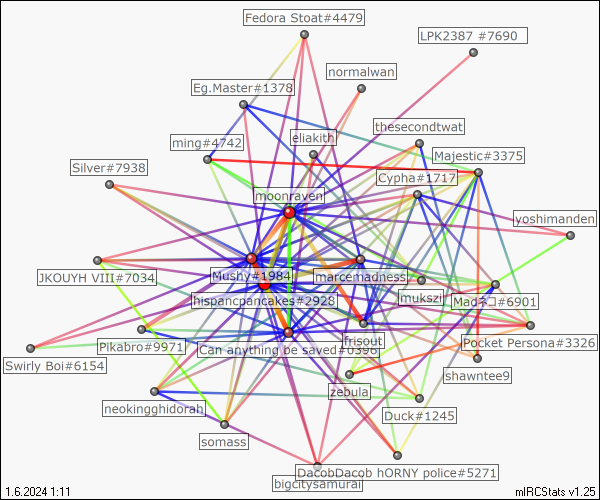 Fedora Stoat#4479
LPK2387 #7690
normalwan
Eg.Master#1378
ming#4742
eliakith
thesecondtwat
Majestic#3375
Silver#7938
Cypha#1717
moonraven
yoshimanden
JKOUYH VIII#7034
Mushy#1984
marcemadness
mukszi
Madネコ#6901
hispancpancakes#2928
Pikabro#9971
Can anything be saved#0396
frisout
Pocket Persona#3326
Swirly Boi#6154
shawntee9
zebula
neokingghidorah
Duck#1245
somass
DacobDacob hORNY police#5271
bigcitysamurai
1.6.2024 1:11
mIRCStats v1.25